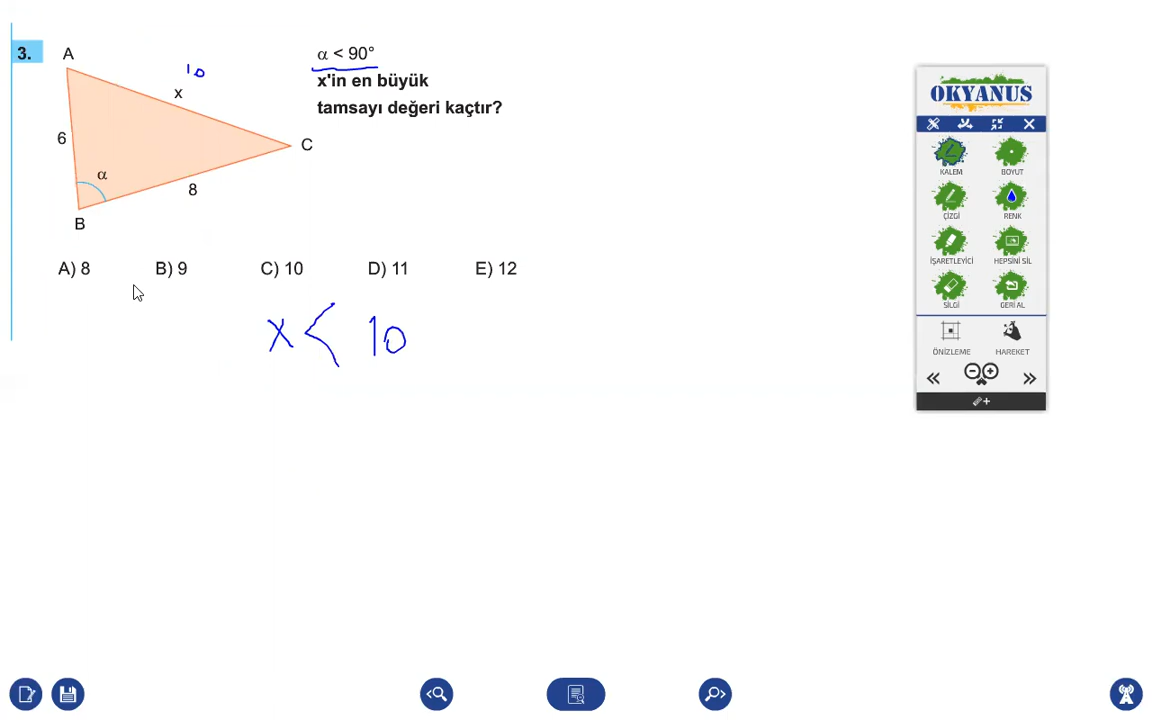 3.
A
10
x
6
C
α
8
B
α < 90°
x'in en büyük
tamsayı değeri kaçtır?
A) 8 B) 9 C) 10 D) 11 E) 12
x < 10
OKYANUS
KALEM BOYUT
ÇİZGİ RENK
İŞARETLEYİCİ HEPSİNİ SİL
SİLGİ GERİ AL
ÖNİZLEME HAREKET